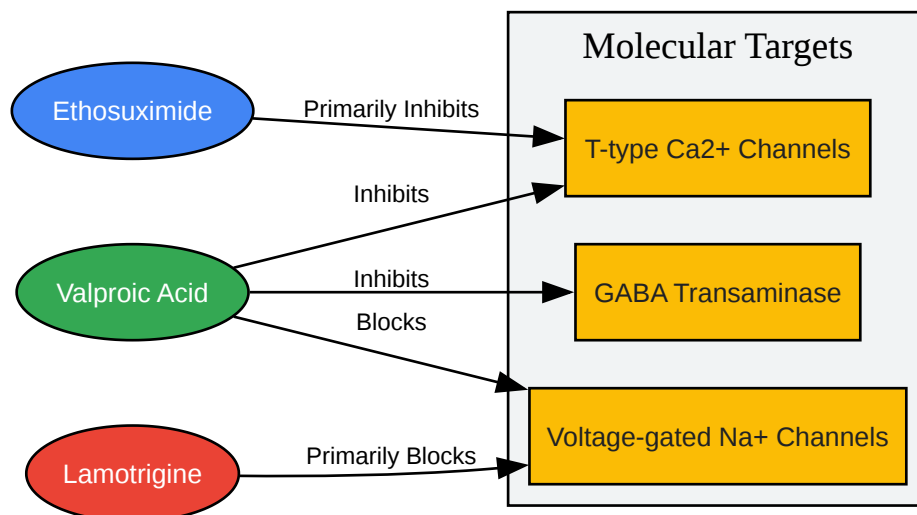 Molecular Targets
Ethosuximide
Primarily Inhibits
T-type Ca2+ Channels
Inhibits
Valproic Acid
Inhibits
GABA Transaminase
Blocks
Voltage-gated Na+ Channels
Primarily Blocks
Lamotrigine